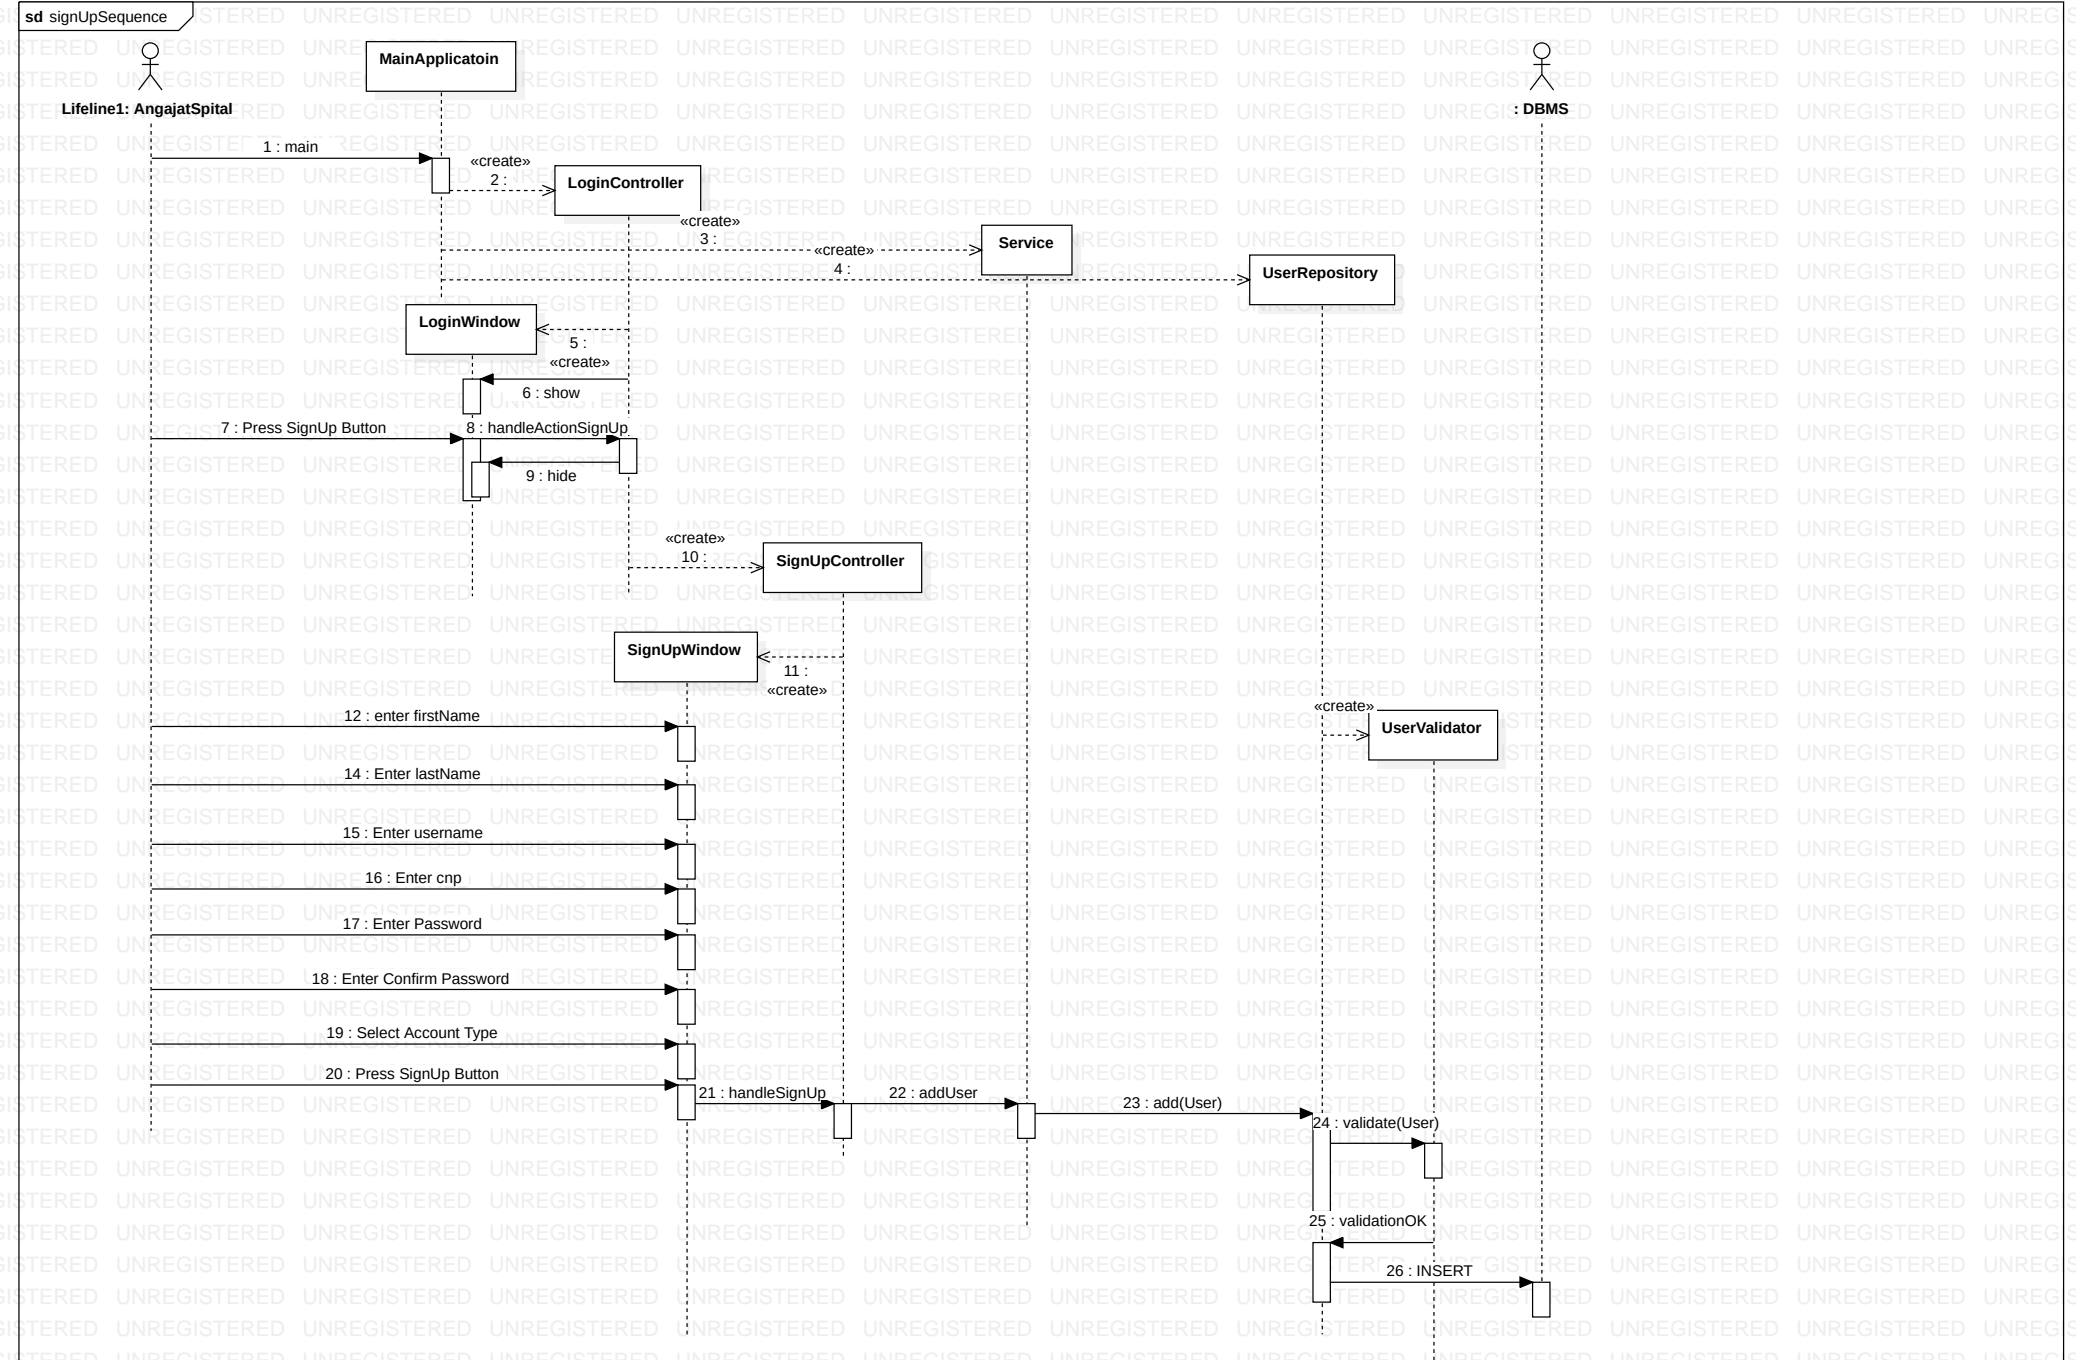 sd signUpSequence
Lifeline1: AngajatSpital
MainApplicatoin
: DBMS
1 : main
«create»
2 :
LoginController
«create»
3 :
Service
«create»
4 :
UserRepository
LoginWindow
5 :
«create»
6 : show
7 : Press SignUp Button
8 : handleActionSignUp
9 : hide
«create»
10 :
SignUpController
SignUpWindow
11 :
«create»
«create»
UserValidator
12 : enter firstName
14 : Enter lastName
15 : Enter username
16 : Enter cnp
17 : Enter Password
18 : Enter Confirm Password
19 : Select Account Type
20 : Press SignUp Button
21 : handleSignUp
22 : addUser
23 : add(User)
24 : validate(User)
25 : validationOK
26 : INSERT
UNREGISTERED